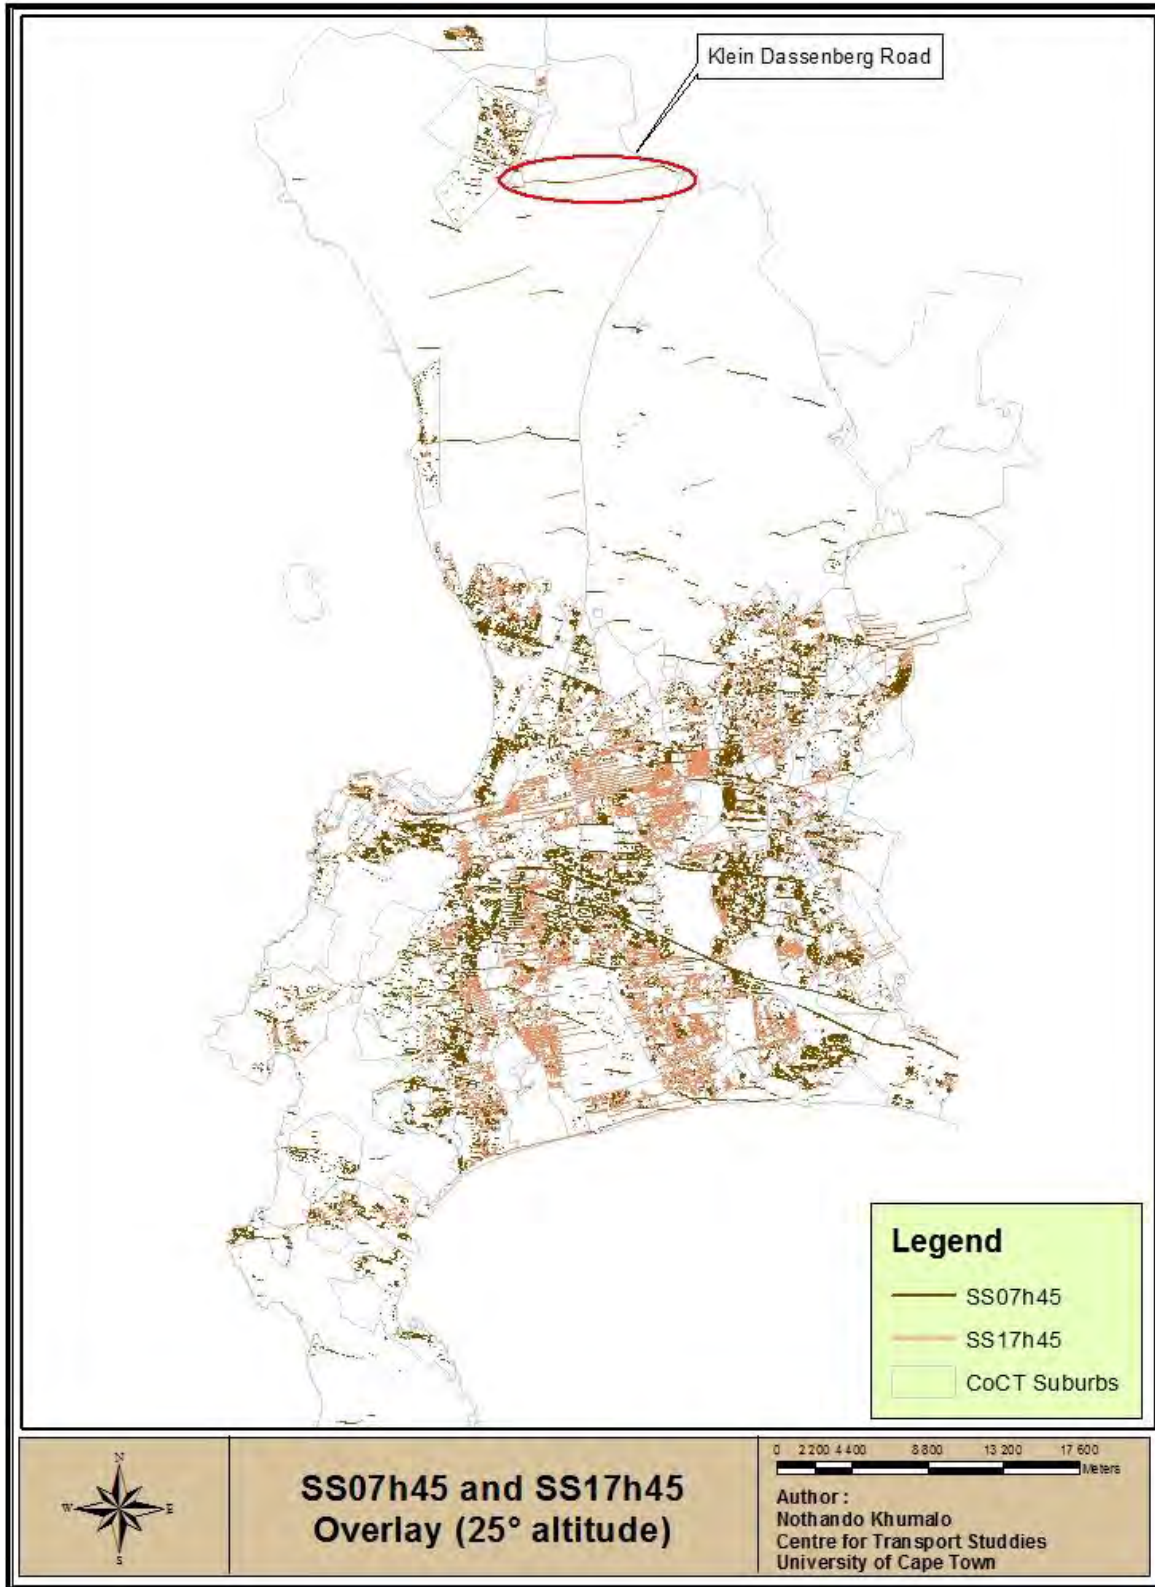 Klein Dassenberg Road
Legend
SS07h45
SS17h45
CoCT Suburbs
N
W E
S
SS07h45 and SS17h45
Overlay (25° altitude)
0 2 200 4 400 8 800 13 200 17 600
Meters
Author :
Nothando Khumalo
Centre for Transport Studdies
University of Cape Town